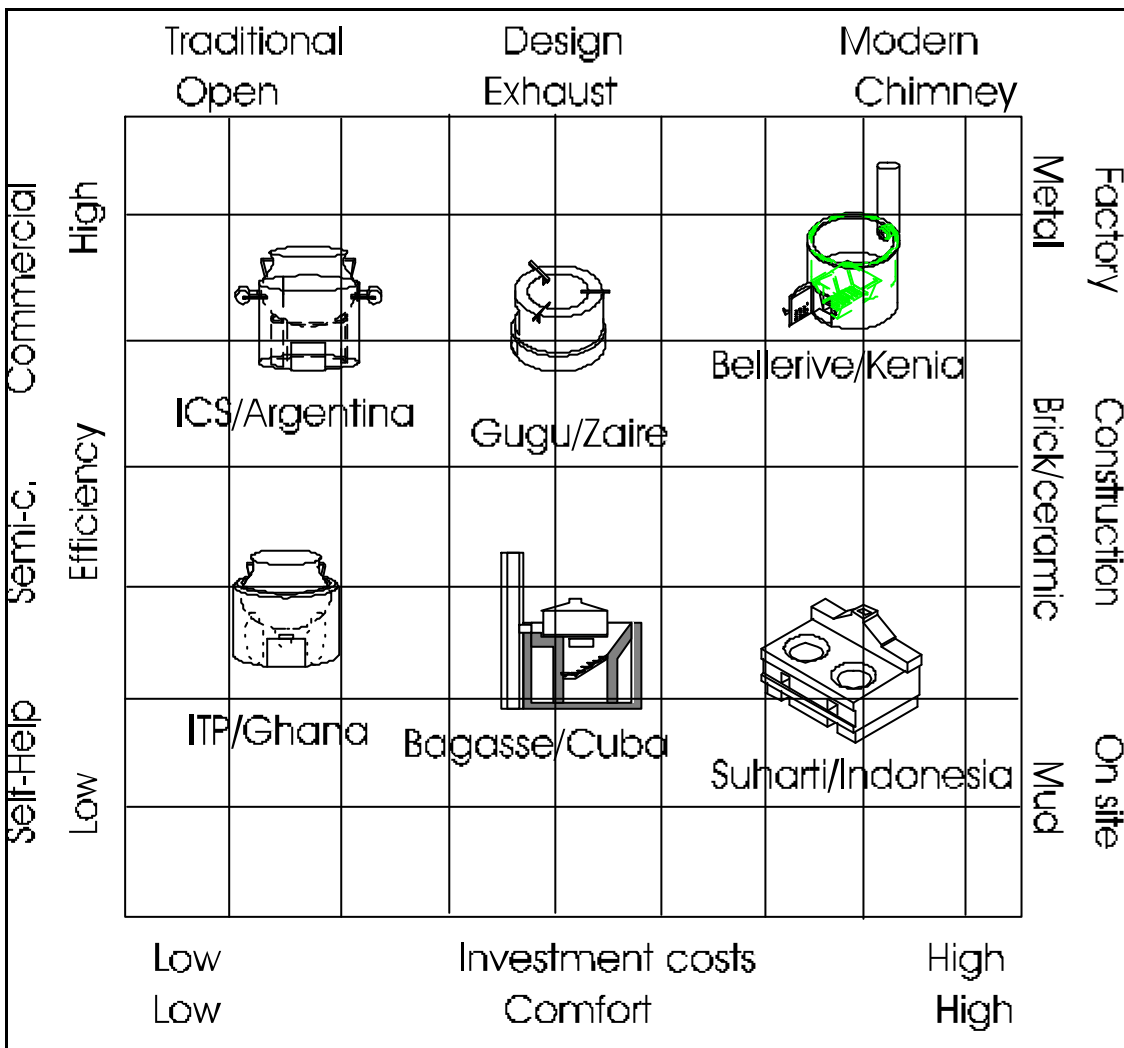 Traditional Design Modern
Open Exhaust Chimney
Commercial Semi-c. Self-Help
High Efficiency Low
Metal Brick/ceramic Mud
Factory Construction On site
Bellerive/Kenia
ICS/Argentina
Gugu/Zaire
ITP/Ghana
Bagasse/Cuba
Suharti/Indonesia
Low Investment costs High
Low Comfort High